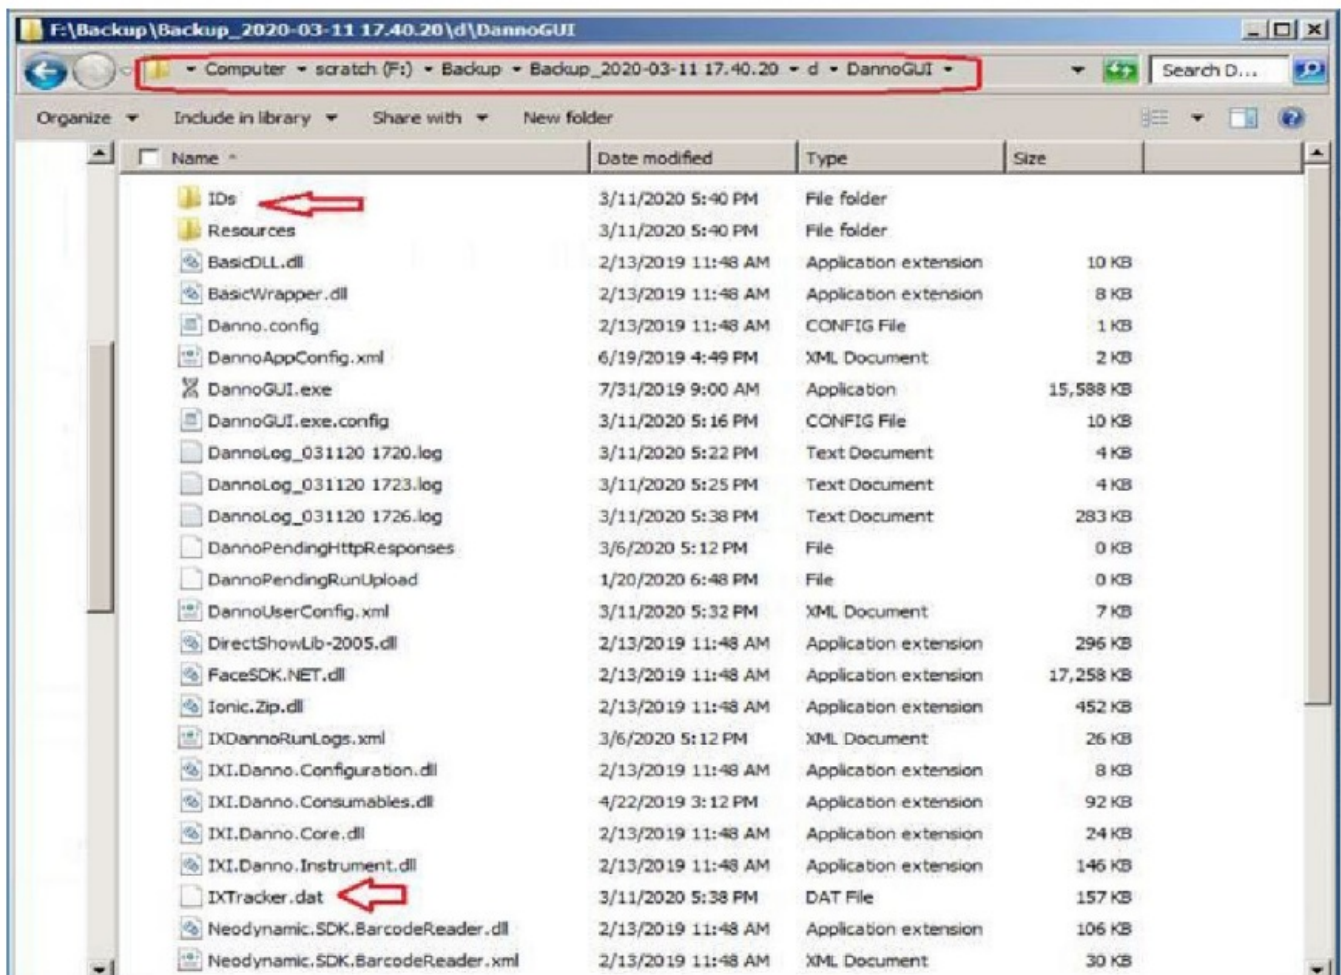 F:\Backup\Backup_2020-03-11 17.40.20\d\DannoGUI
Computer scratch (F:) Backup Backup_2020-03-11 17.40.20 d DannoGUI Search D...
Organize Include in library Share with New folder
Name Date modified Type Size
IDs 3/11/2020 5:40 PM File folder
Resources 3/11/2020 5:40 PM File folder
BasicDLL.dll 2/13/2019 11:48 AM Application extension 10 KB
BasicWrapper.dll 2/13/2019 11:48 AM Application extension 8 KB
Danno.config 2/13/2019 11:48 AM CONFIG File 1 KB
DannoAppConfig.xml 6/19/2019 4:49 PM XML Document 2 KB
DannoGUI.exe 7/31/2019 9:00 AM Application 15,588 KB
DannoGUI.exe.config 3/11/2020 5:16 PM CONFIG File 10 KB
DannoLog_031120 1720.log 3/11/2020 5:22 PM Text Document 4 KB
DannoLog_031120 1723.log 3/11/2020 5:25 PM Text Document 4 KB
DannoLog_031120 1726.log 3/11/2020 5:38 PM Text Document 283 KB
DannoPendingHttpResponses 3/6/2020 5:12 PM File 0 KB
DannoPendingRunUpload 1/20/2020 6:48 PM File 0 KB
DannoUserConfig.xml 3/11/2020 5:32 PM XML Document 7 KB
DirectShowLib-2005.dll 2/13/2019 11:48 AM Application extension 296 KB
FaceSDK.NET.dll 2/13/2019 11:48 AM Application extension 17,258 KB
Ionic.Zip.dll 2/13/2019 11:48 AM Application extension 452 KB
IXDannoRunLogs.xml 3/6/2020 5:12 PM XML Document 26 KB
IXI.Danno.Configuration.dll 2/13/2019 11:48 AM Application extension 8 KB
IXI.Danno.Consumables.dll 4/22/2019 3:12 PM Application extension 92 KB
IXI.Danno.Core.dll 2/13/2019 11:48 AM Application extension 24 KB
IXI.Danno.Instrument.dll 2/13/2019 11:48 AM Application extension 146 KB
IXTracker.dat 3/11/2020 5:38 PM DAT File 157 KB
Neodynamic.SDK.BarcodeReader.dll 2/13/2019 11:48 AM Application extension 106 KB
Neodynamic.SDK.BarcodeReader.xml 2/13/2019 11:48 AM XML Document 30 KB